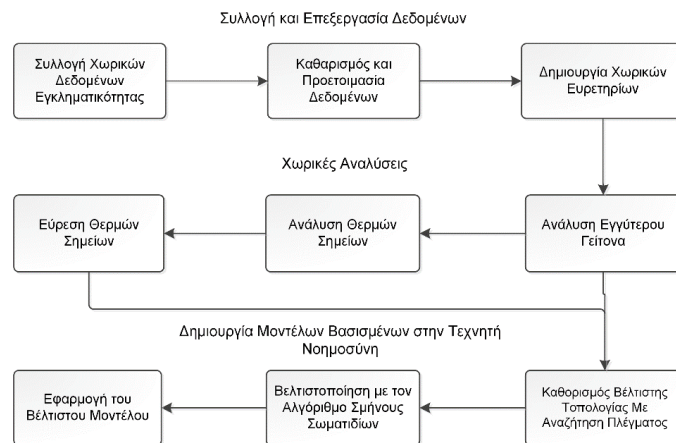 Συλλογή και Επεξεργασία Δεδομένων
Συλλογή Χωρικών
Δεδομένων
Εγκληματικότητας
Καθαρισμός και
Προετοιμασία
Δεδομένων
Δημιουργία Χωρικών
Ευρετηρίων
Χωρικές Αναλύσεις
Εύρεση Θερμών
Σημείων
Ανάλυση Θερμών
Σημείων
Ανάλυση Εγγύτερου
Γείτονα
Δημιουργία Μοντέλων Βασισμένων στην Τεχνητή
Νοημοσύνη
Εφαρμογή του
Βέλτιστου Μοντέλου
Βελτιστοποίηση με τον
Αλγόριθμο Σμήνους
Σωματιδίων
Καθορισμός Βέλτιστης
Τοπολογίας Με
Αναζήτηση Πλέγματος